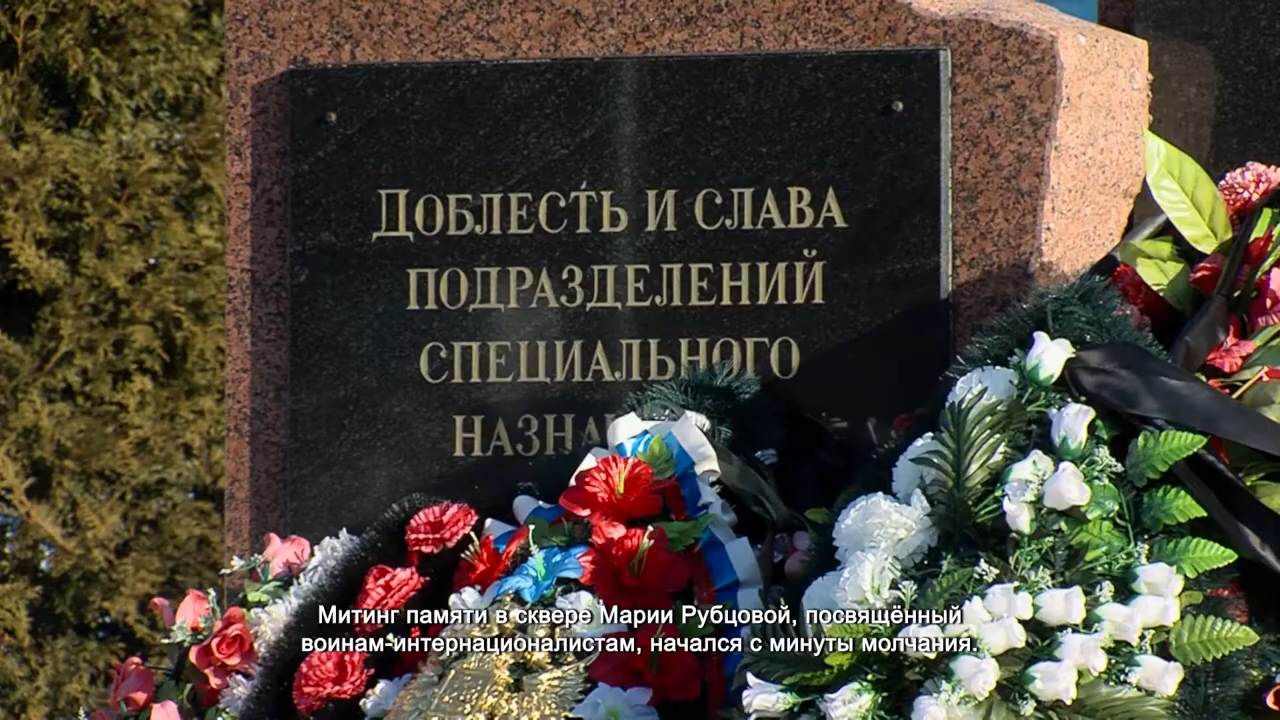 Доблесть и слава
подразделений
специального
Митинг памяти в сквере Марии Рубцовой, посвящённый
воинам-интернационалистам, начался с минуты молчания.